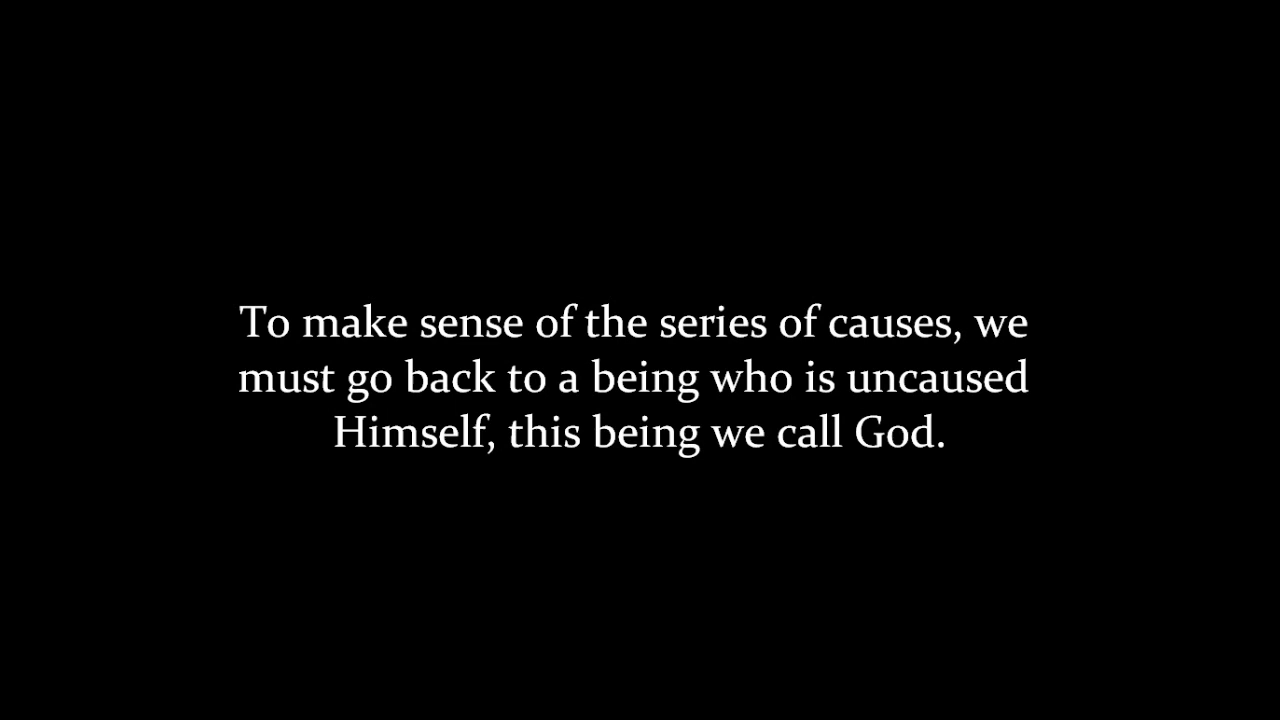 To make sense of the series of causes, we
must go back to a being who is uncaused
Himself, this being we call God.